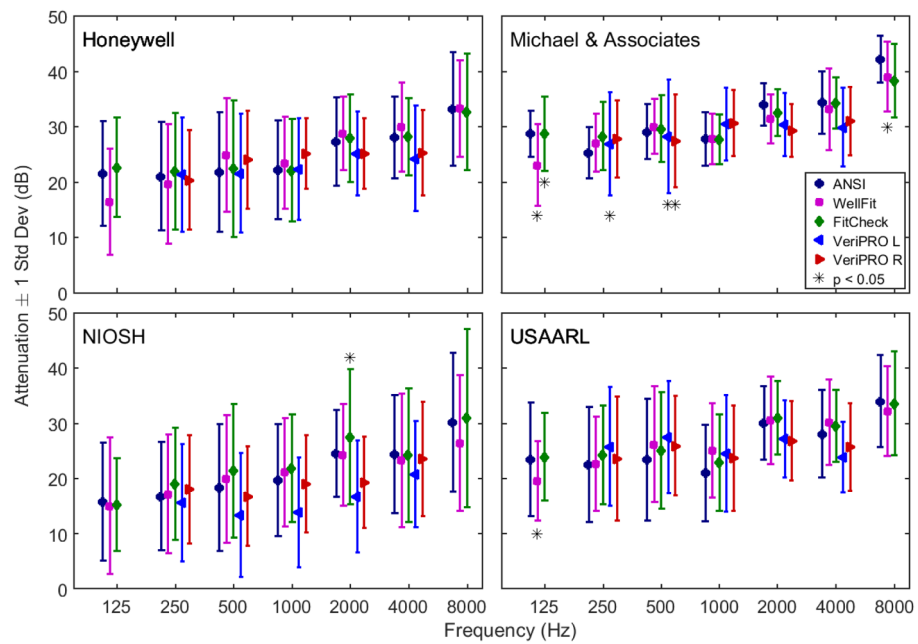 50
40
30
20
10
0
Honeywell
Michael & Associates
ANSI
WellFit
FitCheck
VeriPRO L
VeriPRO R
p < 0.05
Attenuation ± 1 Std Dev (dB)
50
40
30
20
10
0
NIOSH
USAARL
125 250 500 1000 2000 4000 8000
125 250 500 1000 2000 4000 8000
Frequency (Hz)